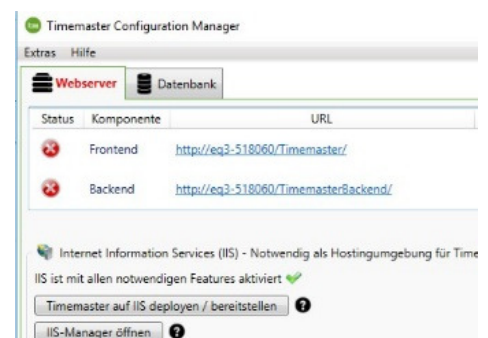 Timemaster Configuration Manager
Extras Hilfe
Webserver Datenbank
Status Komponente URL
Frontend http://eq3-518060/Timemaster/
Backend http://eq3-518060/TimemasterBackend/
Internet Information Services (IIS) - Notwendig als Hostingumgebung für Time
IIS ist mit allen notwendigen Features aktiviert
Timemaster auf IIS deployen / bereitstellen
IIS-Manager öffnen